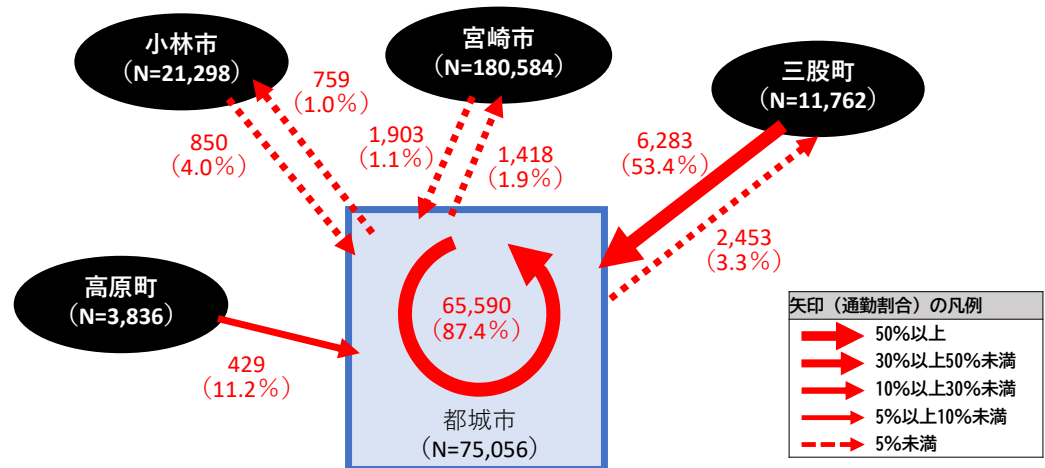 小林市
（N=21,298）
宮崎市
（N=180,584）
三股町
（N=11,762）
759
（1.0％）
850
（4.0％）
1,903
（1.1％）
1,418
（1.9％）
6,283
（53.4％）
2,453
（3.3％）
高原町
（N=3,836）
429
（11.2％）
65,590
（87.4％）
都城市
（N=75,056）
矢印（通勤割合）の凡例
50%以上
30%以上50%未満
10%以上30%未満
5%以上10%未満
5%未満